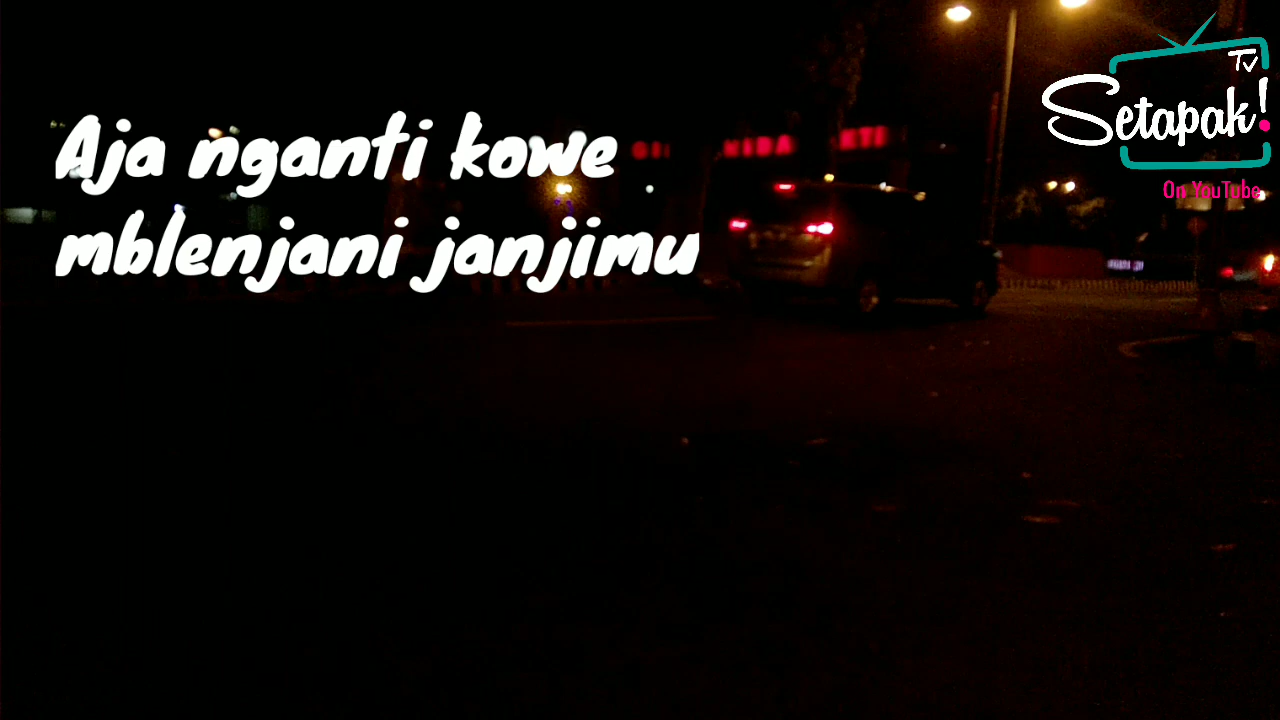 Aja nganti kowe
mblenjani janjimu
Tv
Setapak!
On YouTube